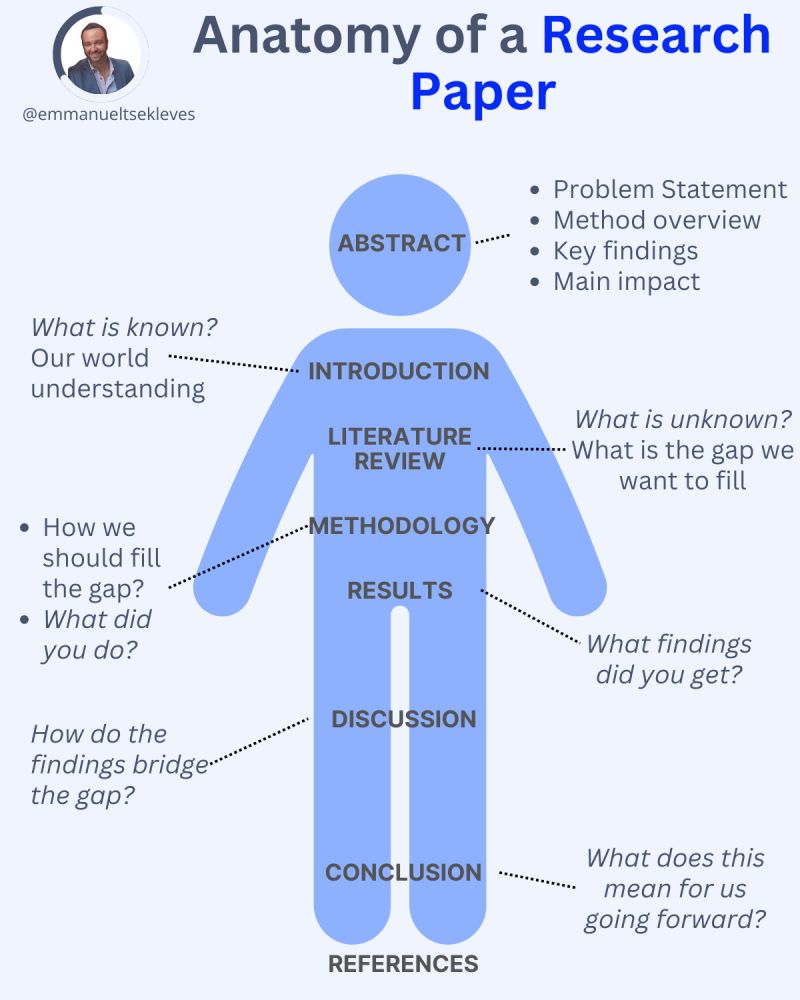 Anatomy of a Research
Paper
@emmanueltsekleves
ABSTRACT
• Problem Statement
• Method overview
• Key findings
• Main impact
What is known?
Our world
understanding
INTRODUCTION
LITERATURE
REVIEW
What is unknown?
What is the gap we
want to fill
• How we
should fill
the gap?
• What did
you do?
METHODOLOGY
RESULTS
What findings
did you get?
DISCUSSION
How do the
findings bridge
the gap?
CONCLUSION
What does this
mean for us
going forward?
REFERENCES